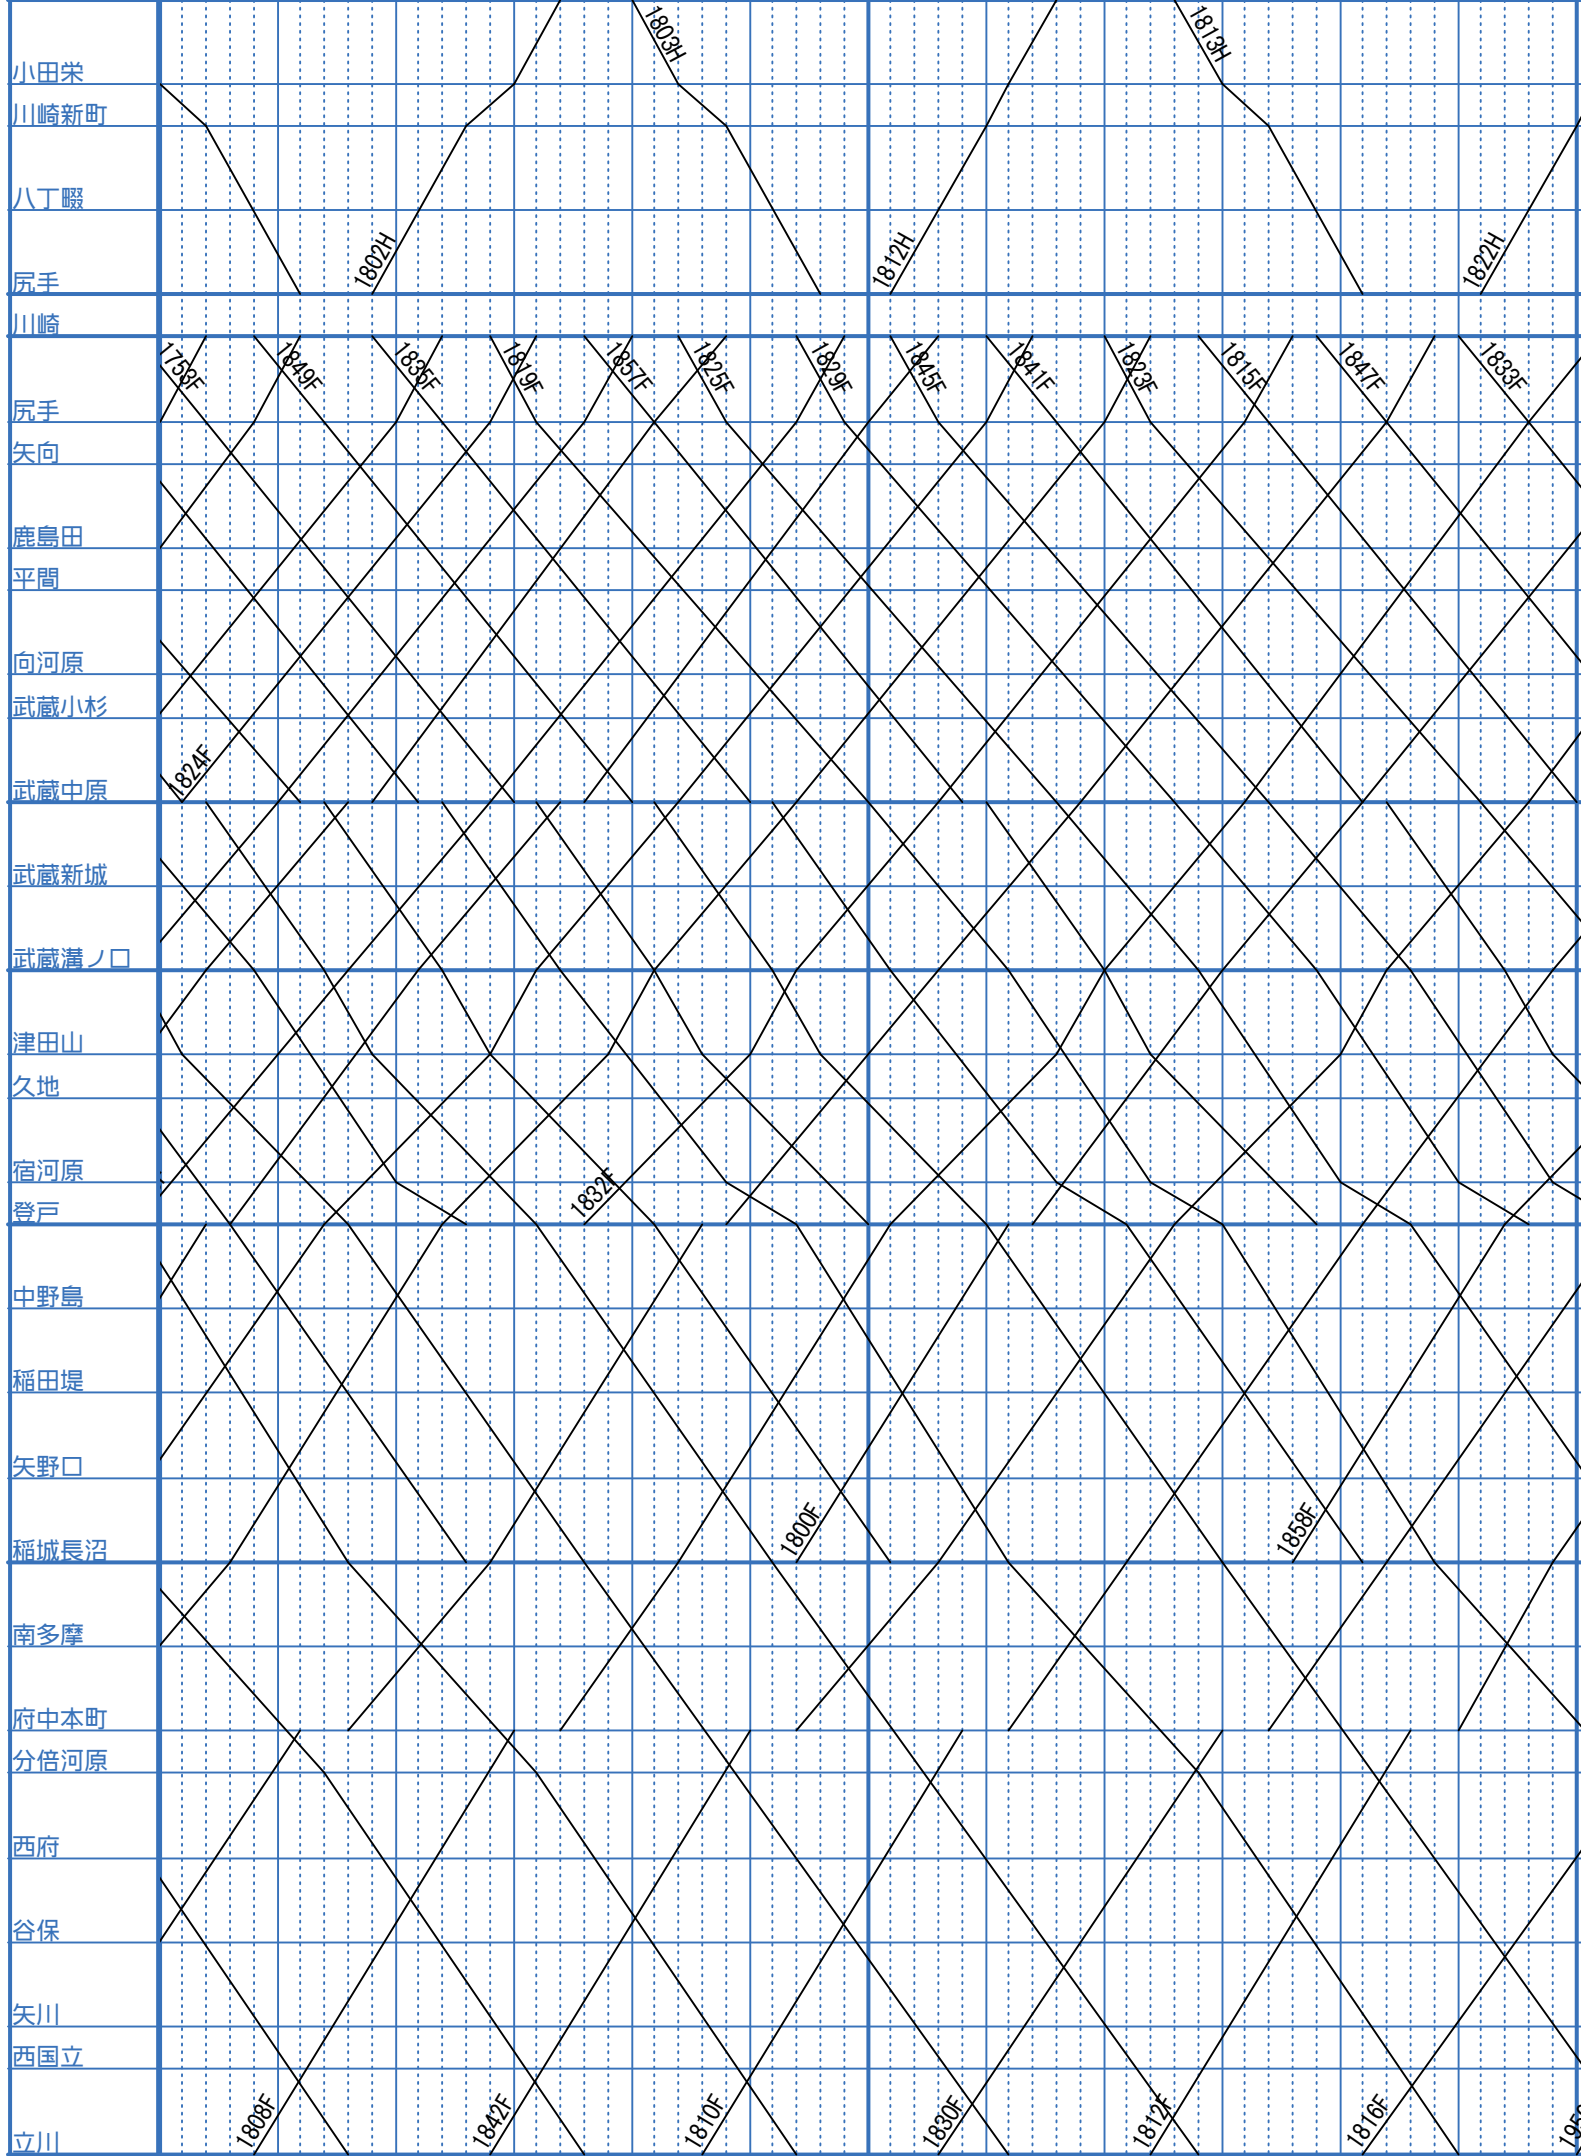 1803H
1813H
小田栄
川崎新町
八丁畷
1802H
1812H
1822H
尻手
川崎
1753F
1849F
1835F
1819F
1857F
1825F
1829F
1845F
1841F
1823F
1815F
1847F
1833F
尻手
矢向
鹿島田
平間
向河原
武蔵小杉
1824F
武蔵中原
武蔵新城
武蔵溝ノ口
津田山
久地
宿河原
1832F
登戸
中野島
稲田堤
矢野口
1800F
1858F
稲城長沼
南多摩
府中本町
分倍河原
西府
谷保
矢川
西国立
1808F
1842F
1810F
1830F
1812F
1816F
立川